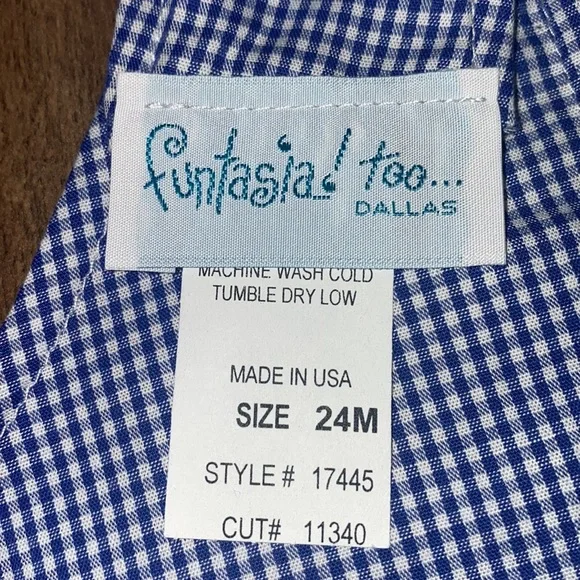 funtasia! too...
DALLAS
MACHINE WASH COLD
TUMBLE DRY LOW
MADE IN USA
SIZE 24M
STYLE # 17445
CUT# 11340